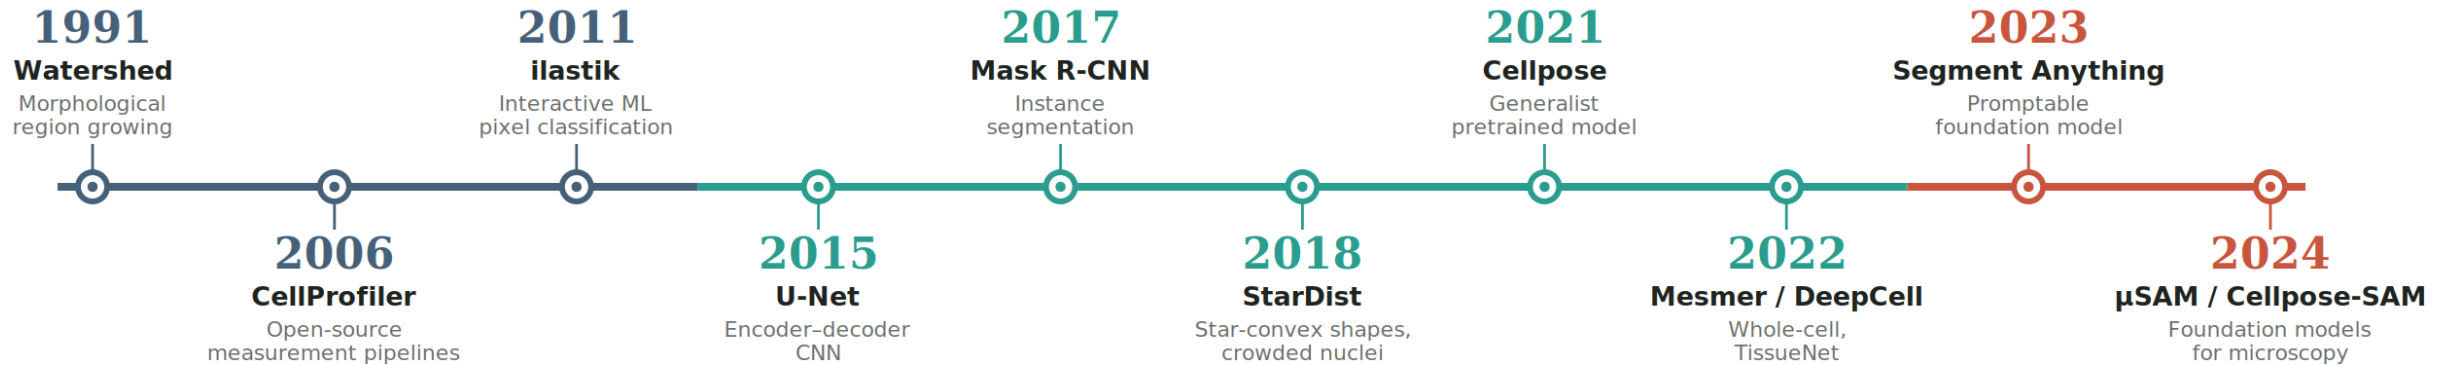 1991
Watershed
Morphological
region growing
2006
CellProfiler
Open-source
measurement pipelines
2011
ilastik
Interactive ML
pixel classification
2015
U-Net
Encoder–decoder
CNN
2017
Mask R-CNN
Instance
segmentation
2018
StarDist
Star-convex shapes,
crowded nuclei
2021
Cellpose
Generalist
pretrained model
2022
Mesmer / DeepCell
Whole-cell,
TissueNet
2023
Segment Anything
Promptable
foundation model
2024
µSAM / Cellpose-SAM
Foundation models
for microscopy